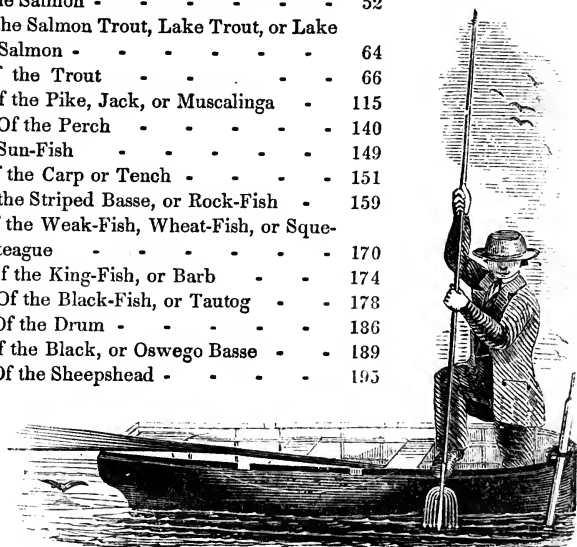 he Salmon - - - - - - 52
he Salmon Trout, Lake Trout, or Lake
Salmon - - - - - - 64
f the Trout - - - - - 66
f the Pike, Jack, or Muscalinga - 115
Of the Perch - - - - - 140
Sun-Fish - - - - - 149
f the Carp or Tench - - - - 151
the Striped Basse, or Rock-Fish - 159
f the Weak-Fish, Wheat-Fish, or Sque-
teague - - - - - - 170
f the King-Fish, or Barb - - 174
Of the Black-Fish, or Tautog - - 178
Of the Drum - - - - - 186
f the Black, or Oswego Basse - - 189
Of the Sheepshead - - - - 195